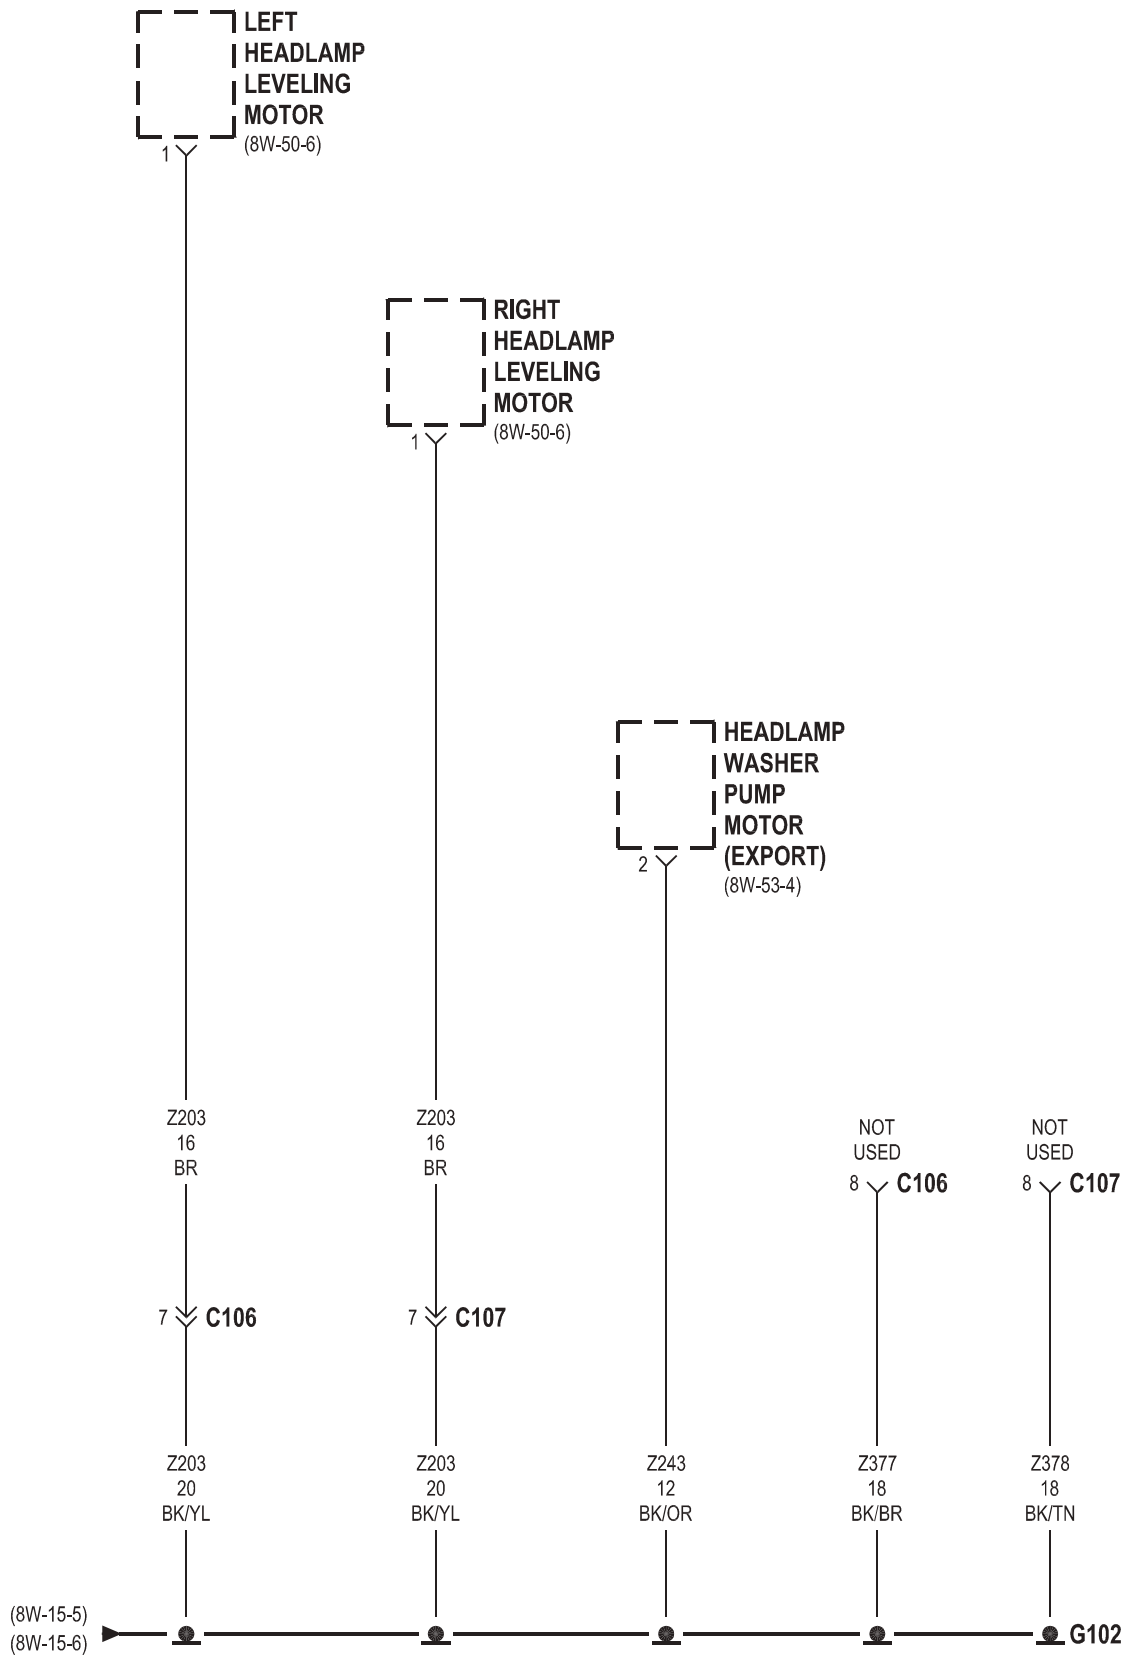 LEFT
HEADLAMP
LEVELING
MOTOR
(8W-50-6)
1
RIGHT
HEADLAMP
LEVELING
MOTOR
(8W-50-6)
1
HEADLAMP
WASHER
PUMP
MOTOR
(EXPORT)
(8W-53-4)
2
Z203
16
BR
Z203
16
BR
NOT
USED
8 C106
NOT
USED
8 C107
7 C106
7 C107
Z203
20
BK/YL
Z203
20
BK/YL
Z243
12
BK/OR
Z377
18
BK/BR
Z378
18
BK/TN
(8W-15-5)
(8W-15-6)
G102